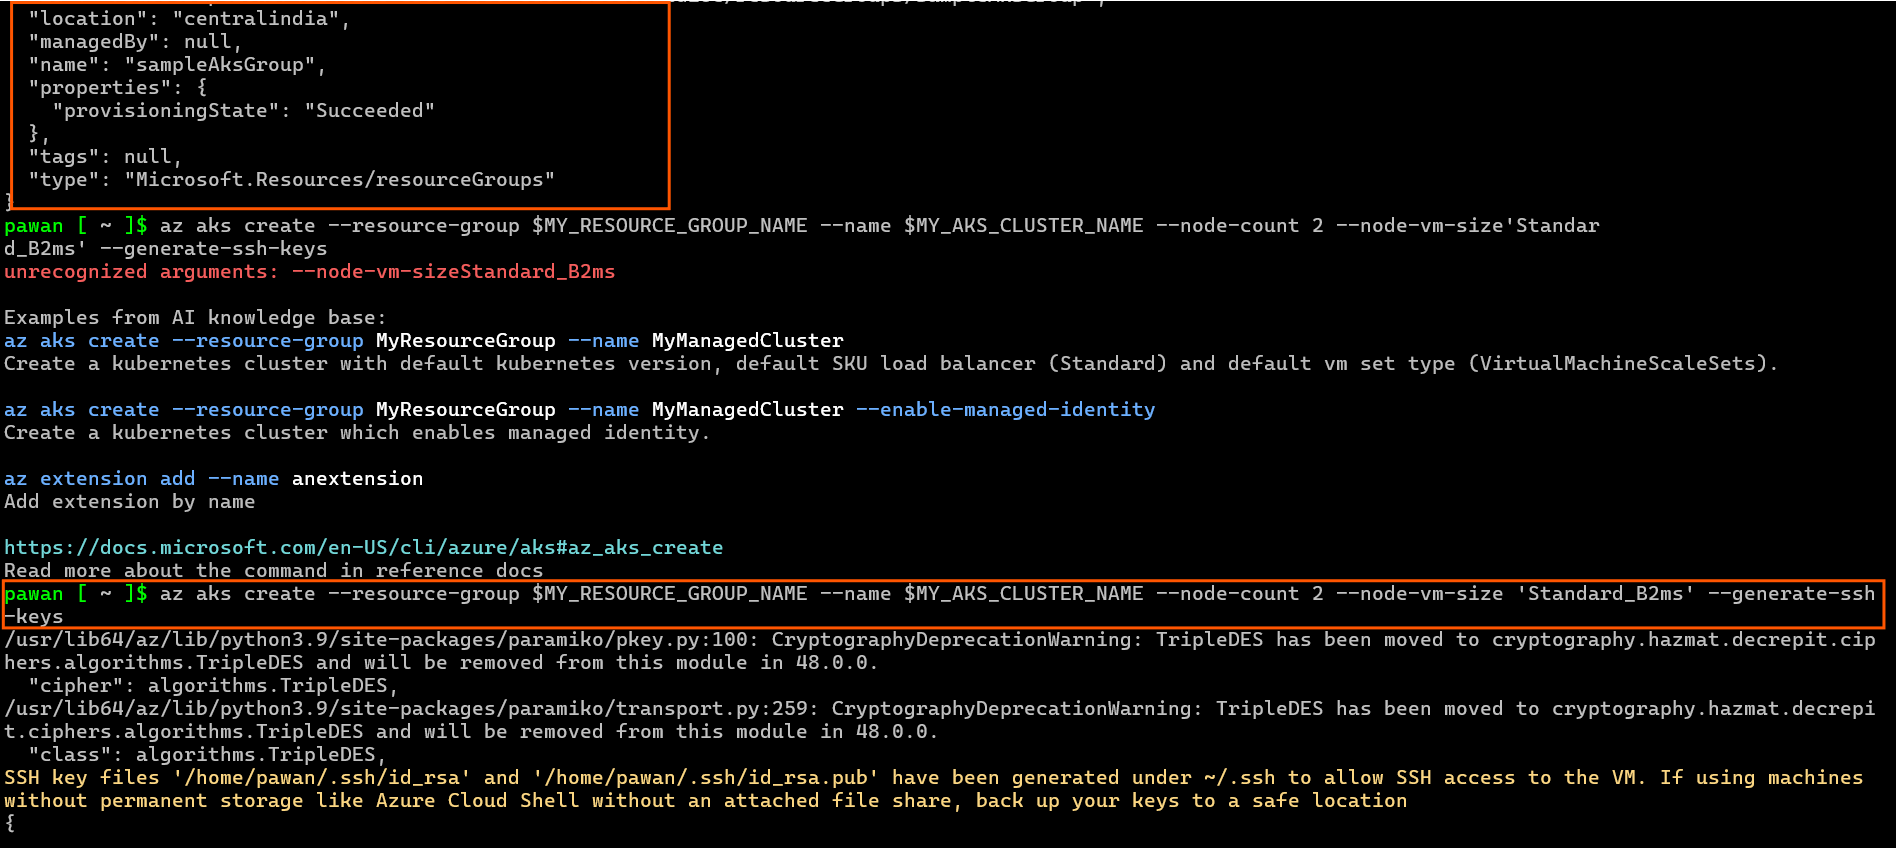 "location": "centralindia",
"managedBy": null,
"name": "sampleAksGroup",
"properties": {
"provisioningState": "Succeeded"
},
"tags": null,
"type": "Microsoft.Resources/resourceGroups"
}
pawan [ ~ ]$ az aks create --resource-group $MY_RESOURCE_GROUP_NAME --name $MY_AKS_CLUSTER_NAME --node-count 2 --node-vm-size'Standar
d_B2ms' --generate-ssh-keys
unrecognized arguments: --node-vm-sizeStandard_B2ms
Examples from AI knowledge base:
az aks create --resource-group MyResourceGroup --name MyManagedCluster
Create a kubernetes cluster with default kubernetes version, default SKU load balancer (Standard) and default vm set type (VirtualMachineScaleSets).
az aks create --resource-group MyResourceGroup --name MyManagedCluster --enable-managed-identity
Create a kubernetes cluster which enables managed identity.
az extension add --name anextension
Add extension by name
https://docs.microsoft.com/en-US/cli/azure/aks#az_aks_create
Read more about the command in reference docs
pawan [ ~ ]$ az aks create --resource-group $MY_RESOURCE_GROUP_NAME --name $MY_AKS_CLUSTER_NAME --node-count 2 --node-vm-size 'Standard_B2ms' --generate-ssh
-keys
/usr/lib64/az/lib/python3.9/site-packages/paramiko/pkey.py:100: CryptographyDeprecationWarning: TripleDES has been moved to cryptography.hazmat.decrepit.cip
hers.algorithms.TripleDES and will be removed from this module in 48.0.0.
"cipher": algorithms.TripleDES,
/usr/lib64/az/lib/python3.9/site-packages/paramiko/transport.py:259: CryptographyDeprecationWarning: TripleDES has been moved to cryptography.hazmat.decrepi
t.ciphers.algorithms.TripleDES and will be removed from this module in 48.0.0.
"class": algorithms.TripleDES,
SSH key files '/home/pawan/.ssh/id_rsa' and '/home/pawan/.ssh/id_rsa.pub' have been generated under ~/.ssh to allow SSH access to the VM. If using machines
without permanent storage like Azure Cloud Shell without an attached file share, back up your keys to a safe location
{